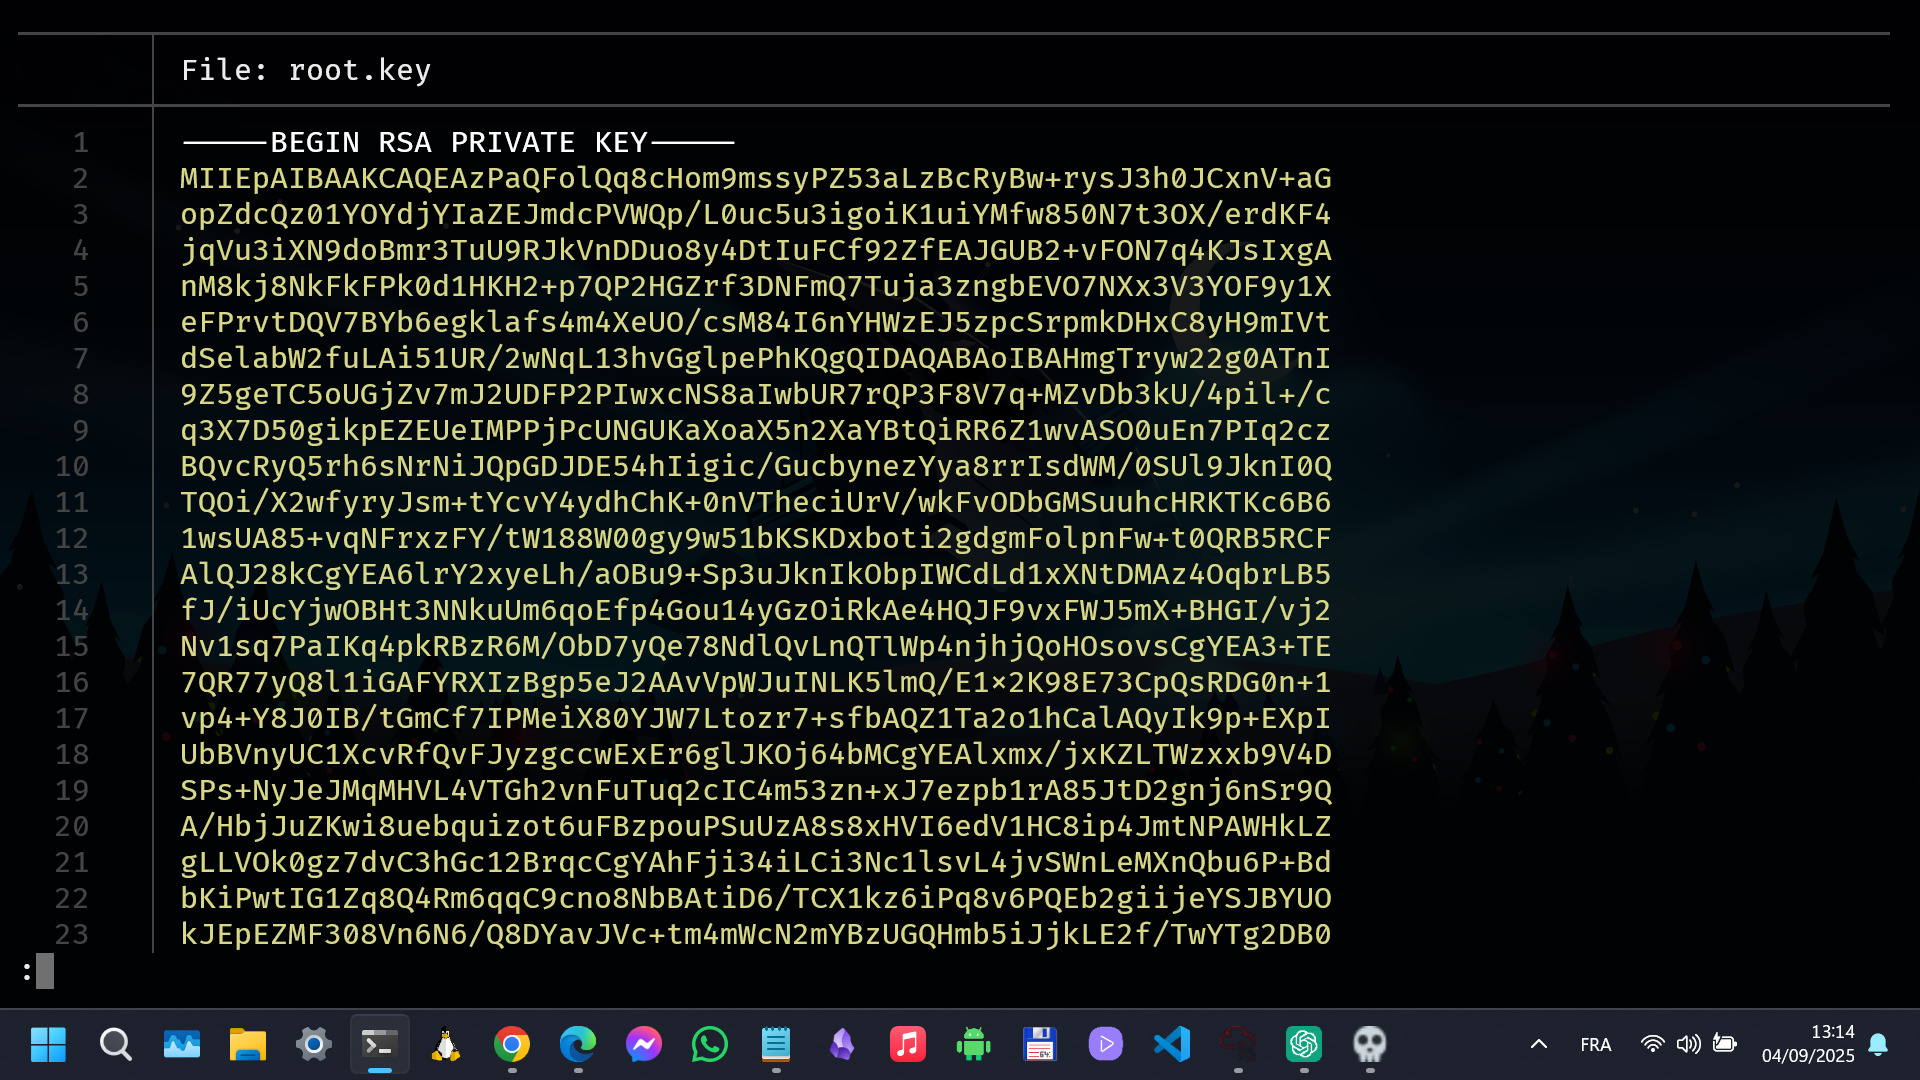 File: root.key
1 -----BEGIN RSA PRIVATE KEY-----
2 MIIEpAIBAAKCAQEAzPaQFolQq8cHom9mssyPZ53aLzBcRyBw+rysJ3h0JCxnV+aG
3 opZdcQz01YOYdjYIaZEJmdcPVWQp/L0uc5u3igoiK1uiYMfw850N7t3OX/erdKF4
4 jqVu3iXN9doBmr3TuU9RJkVnDDuo8y4DtIuFCf92ZfEAJGUB2+vFON7q4KJsIxgA
5 nM8kj8NkFkFPk0d1HKH2+p7QP2HGZrf3DNFmQ7Tuja3zngbEVO7NXx3V3YOF9y1X
6 eFPrvtDQV7BYb6egklafs4m4XeUO/csM84I6nYHWzEJ5zpcSrpmkDHxC8yH9mIVt
7 dSelabW2fuLAi51UR/2wNqL13hvGglpePhKQgQIDAQABAoIBAHmgTryw22g0ATnI
8 9Z5geTC5oUGjZv7mJ2UDFP2PIwxcNS8aIwbUR7rQP3F8V7q+MZvDb3kU/4pil+/c
9 q3X7D50gikpEZEUeIMPPjPcUNGUKaXoaX5n2XaYBtQiRR6Z1wvASO0uEn7PIq2cz
10 BQvcRyQ5rh6sNrNiJQpGDJDE54hIigic/GucbynezYya8rrIsdWM/0SUl9JknI0Q
11 TQOi/X2wfyryJsm+tYcvY4ydhChK+0nVTheciUrV/wkFvODbGMSuuhcHRKTKc6B6
12 1wsUA85+vqNFrxzFY/tW188W00gy9w51bKSKDxboti2gdgmFolpnFw+t0QRB5RCF
13 AlQJ28kCgYEA6lrY2xyeLh/aOBu9+Sp3uJknIkObpIWCdLd1xXNtDMAz4OqbrLB5
14 fJ/iUcYjwOBHt3NNkuUm6qoEfp4Gou14yGzOiRkAe4HQJF9vxFWJ5mX+BHGI/vj2
15 Nv1sq7PaIKq4pkRBzR6M/ObD7yQe78NdlQvLnQTlWp4njhjQoHOsovsCgYEA3+TE
16 7QR77yQ8l1iGAFYRXIzBgp5eJ2AAvVpWJuINLK5lmQ/E1×2K98E73CpQsRDG0n+1
17 vp4+Y8J0IB/tGmCf7IPMeiX80YJW7Ltozr7+sfbAQZ1Ta2o1hCalAQyIk9p+EXpI
18 UbBVnyUC1XcvRfQvFJyzgccwExEr6glJKOj64bMCgYEAlxmx/jxKZLTWzxxb9V4D
19 SPs+NyJeJMqMHVL4VTGh2vnFuTuq2cIC4m53zn+xJ7ezpb1rA85JtD2gnj6nSr9Q
20 A/HbjJuZKwi8uebquizot6uFBzpouPSuUzA8s8xHVI6edV1HC8ip4JmtNPAWHkLZ
21 gLLVOk0gz7dvC3hGc12BrqcCgYAhFji34iLCi3Nc1lsvL4jvSWnLeMXnQbu6P+Bd
22 bKiPwtIG1Zq8Q4Rm6qqC9cno8NbBAtiD6/TCX1kz6iPq8v6PQEb2giijeYSJBYUO
23 kJEpEZMF308Vn6N6/Q8DYavJVc+tm4mWcN2mYBzUGQHmb5iJjkLE2f/TwYTg2DB0
:
64
FRA
13:14
04/09/2025